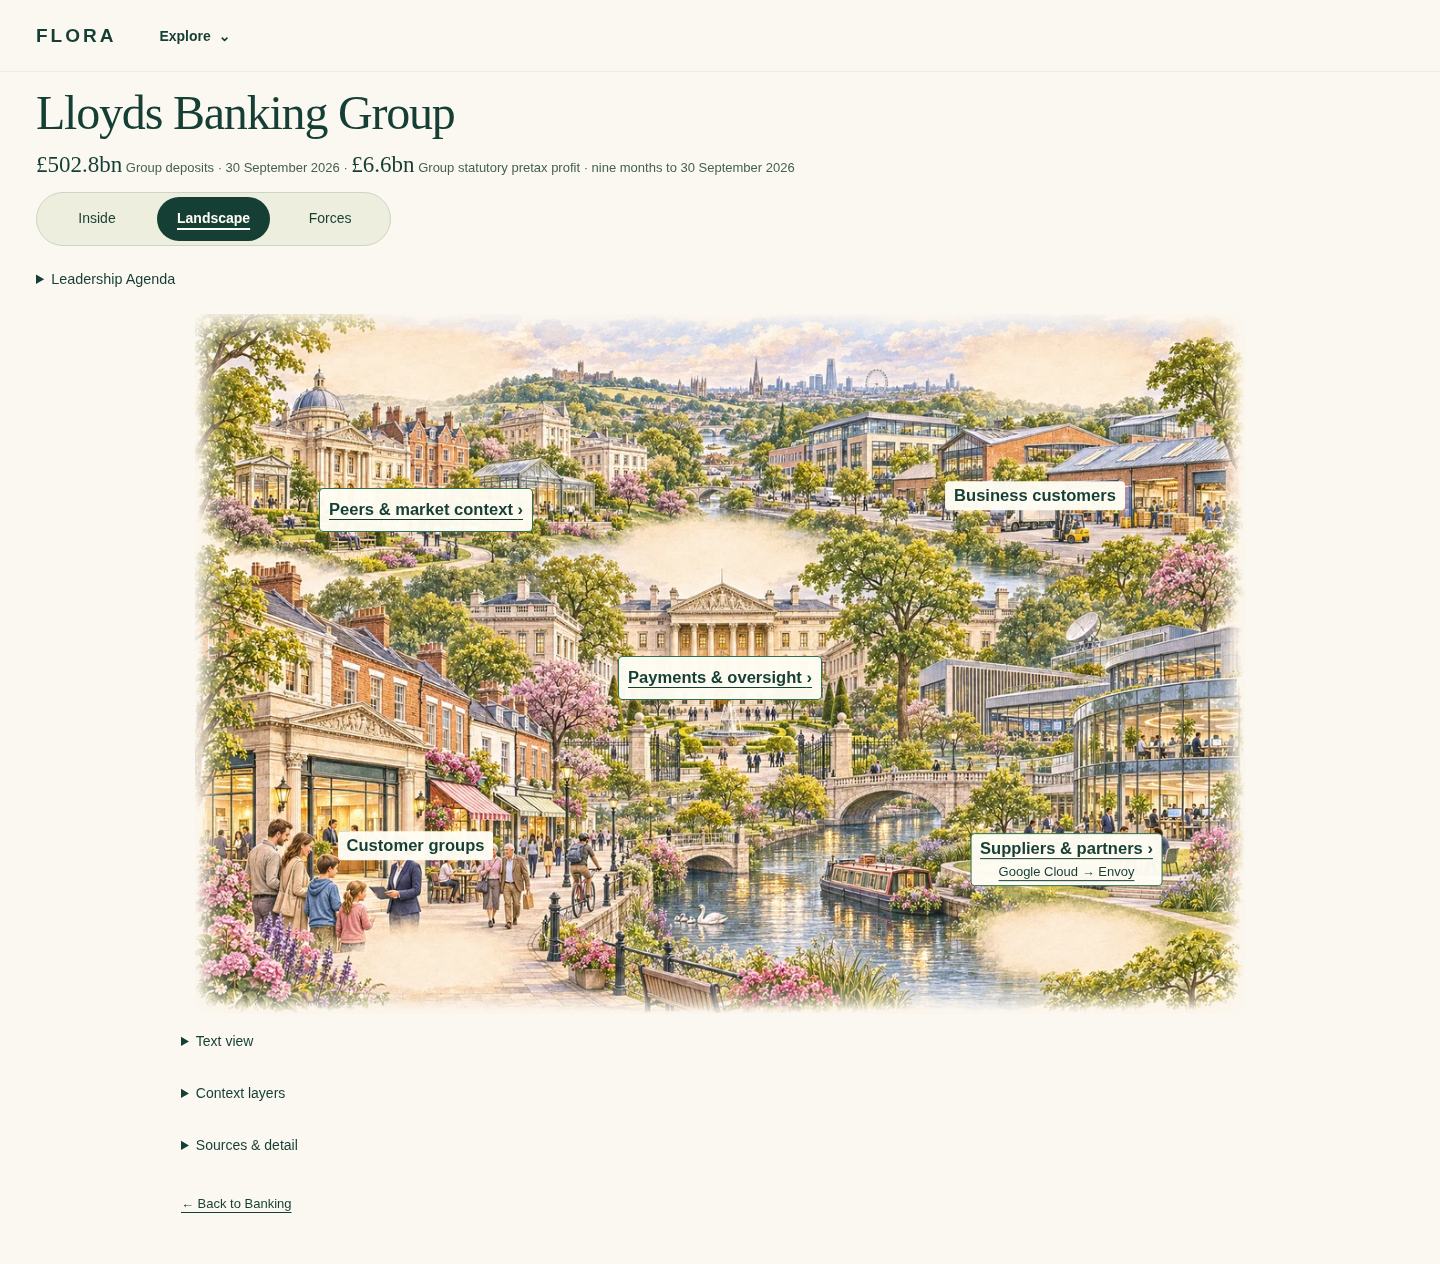 FLORA
Explore ⌄
Lloyds Banking Group
£502.8bn Group deposits · 30 September 2026 · £6.6bn Group statutory pretax profit · nine months to 30 September 2026
Inside
Landscape
Forces
▶ Leadership Agenda
Peers & market context ›
Business customers
Payments & oversight ›
Customer groups
Suppliers & partners ›
Google Cloud → Envoy
▶ Text view
▶ Context layers
▶ Sources & detail
← Back to Banking